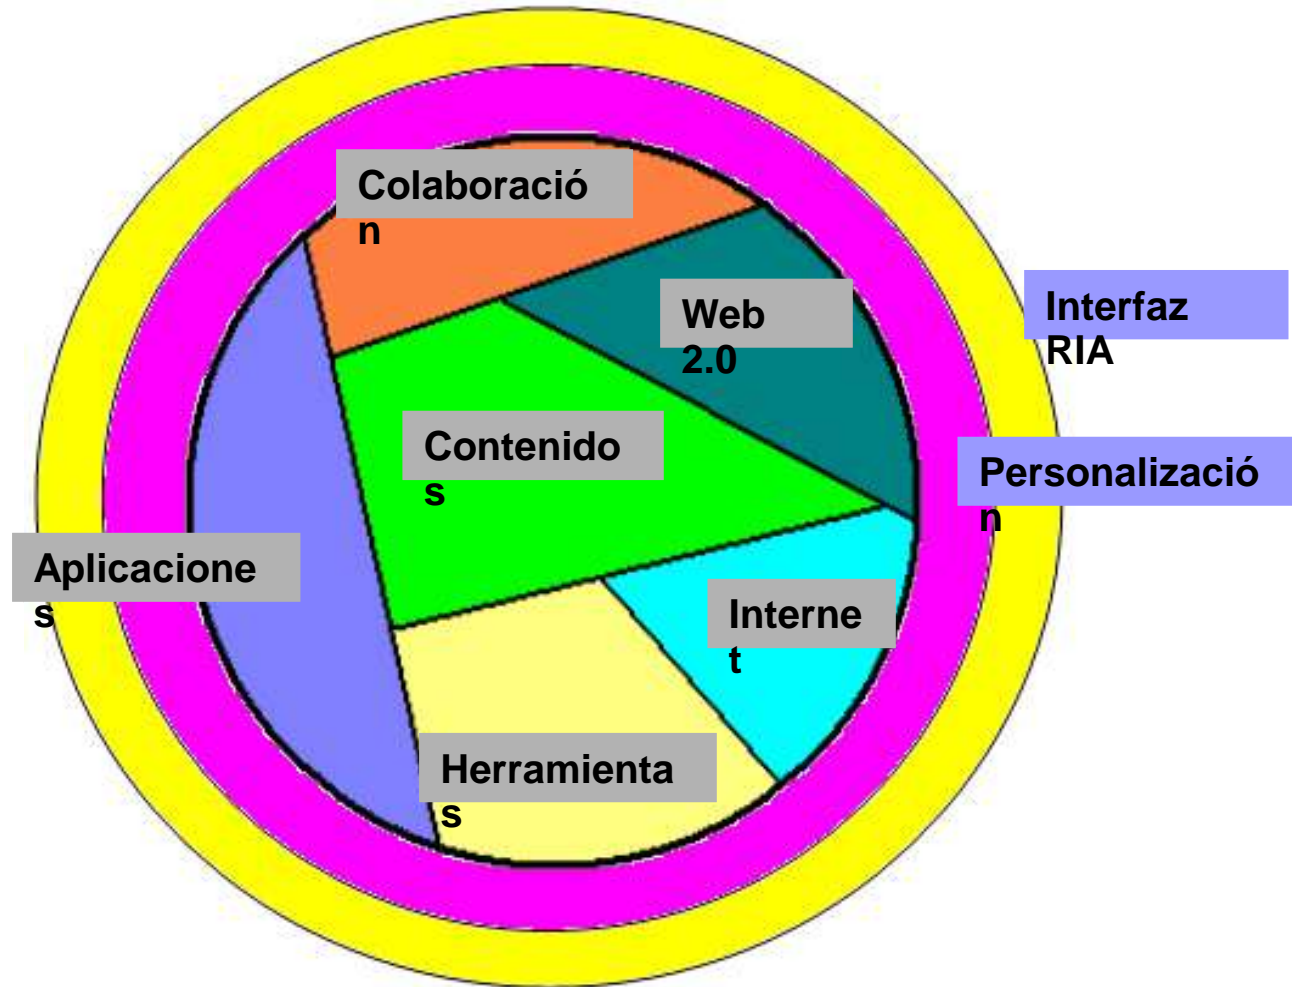 Colaboració
n
Web
2.0
Interfaz
RIA
Contenido
s
Personalizació
n
Aplicacione
s
Interne
t
Herramienta
s